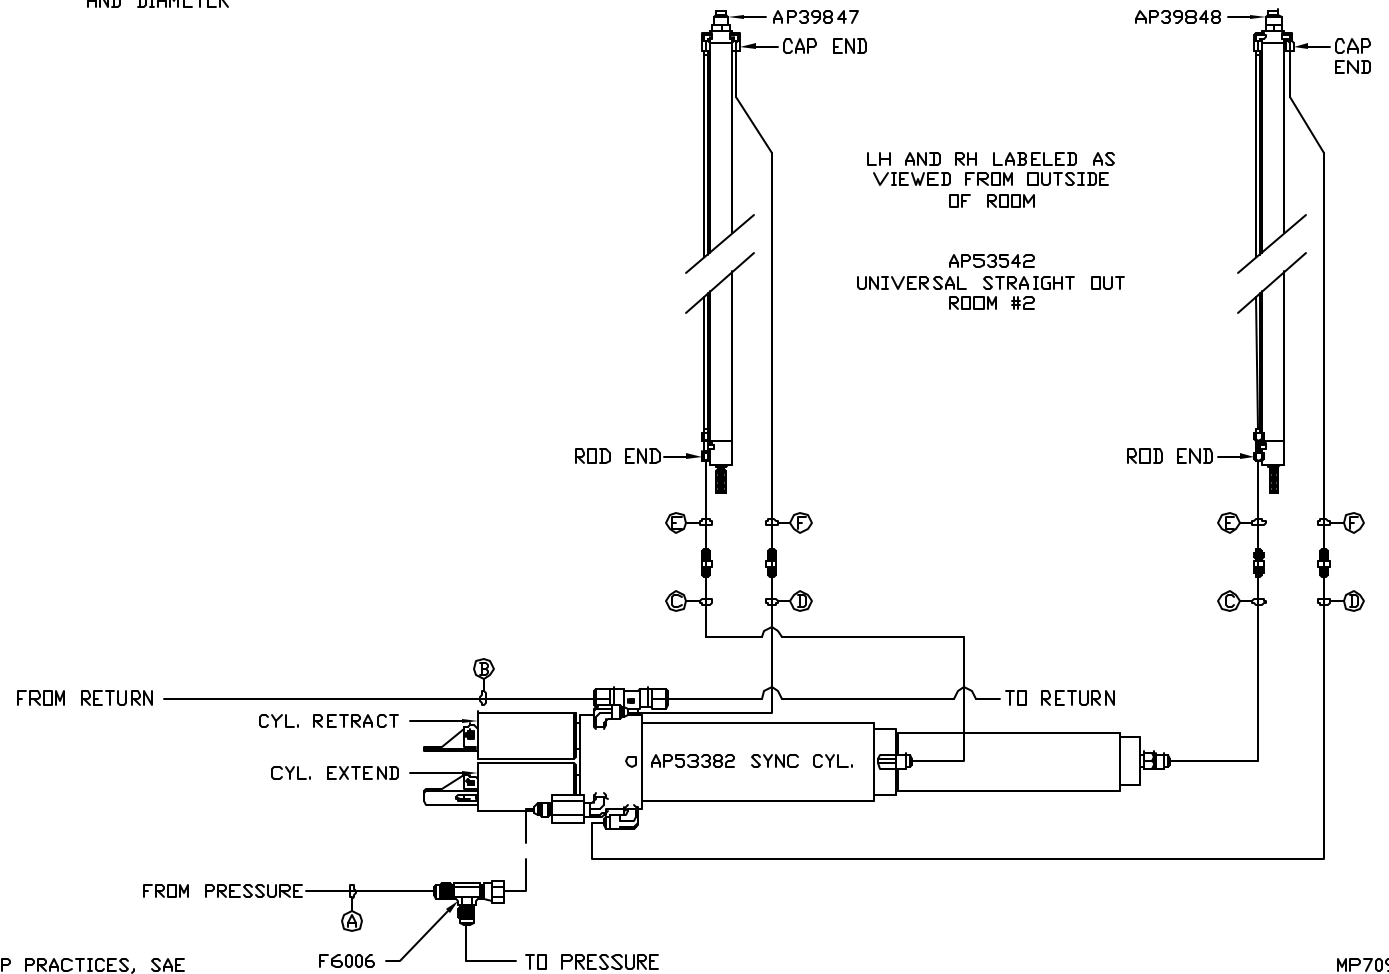 AND DIAMETER
AP39847
AP39848
CAP END
CAP
END
LH AND RH LABELED AS
VIEWED FROM OUTSIDE
OF ROOM
AP53542
UNIVERSAL STRAIGHT OUT
ROOM #2
ROD END
ROD END
E
F
E
F
C
D
C
D
B
FROM RETURN
TO RETURN
CYL. RETRACT
AP53382 SYNC CYL.
CYL. EXTEND
FROM PRESSURE
A
F6006
TO PRESSURE
P PRACTICES, SAE
MP709